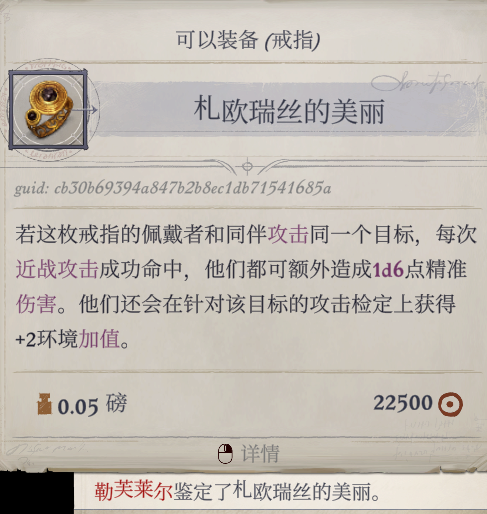 可以装备 (戒指)
札欧瑞丝的美丽
guid: cb30b69394a847b2b8ec1db71541685a
若这枚戒指的佩戴者和同伴攻击同一个目标，每次
近战攻击成功命中，他们都可额外造成1d6点精准
伤害。他们还会在针对该目标的攻击检定上获得
+2环境加值。
0.05 磅
22500
详情
勒芙莱尔鉴定了札欧瑞丝的美丽。